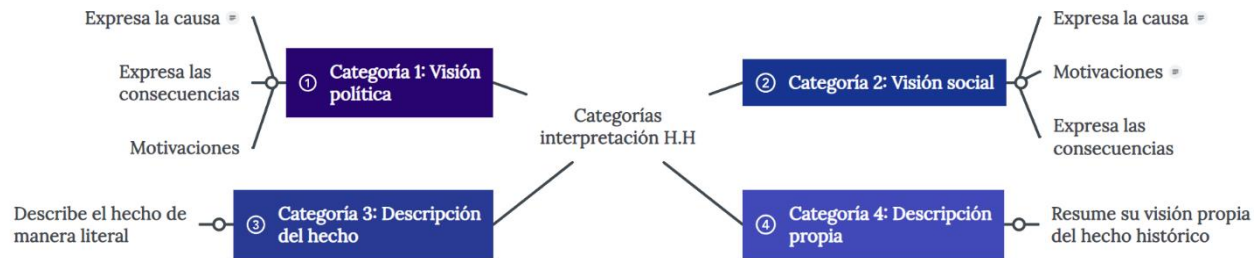 Expresa la causa
Expresa las
consecuencias
Motivaciones
① Categoría 1: Visión
política
Categorías
interpretación H.H
② Categoría 2: Visión social
Expresa la causa
Motivaciones
Expresa las
consecuencias
Describe el hecho de
manera literal
③ Categoría 3: Descripción
del hecho
④ Categoría 4: Descripción
propia
Resume su visión propia
del hecho histórico